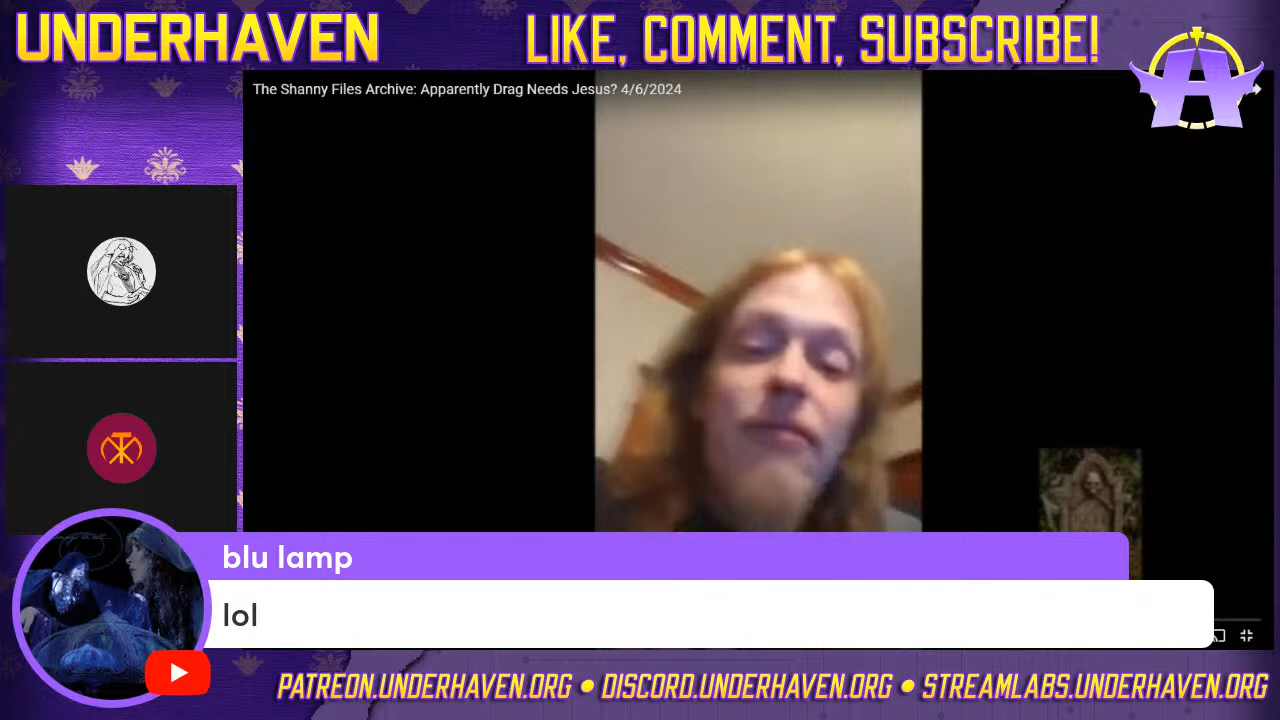 UNDERHAVEN
LIKE, COMMENT, SUBSCRIBE!
The Shanny Files Archive: Apparently Drag Needs Jesus? 4/6/2024
blu lamp
lol
PATREON.UNDERHAVEN.ORG • DISCORD.UNDERHAVEN.ORG • STREAMLABS.UNDERHAVEN.ORG